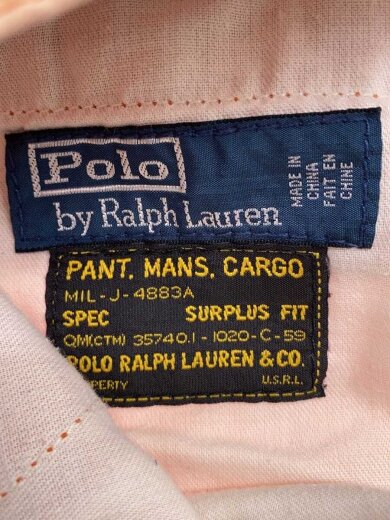 Polo
by Ralph Lauren
MADE IN
CHINA
FAIT EN
CHINE
PANT, MANS, CARGO
MIL-J-4883A
SPEC SURPLUS FIT
QM(CTM) 35740.1-1020-C-59
POLO RALPH LAUREN & CO.
PROPERTY U.S.R.L.